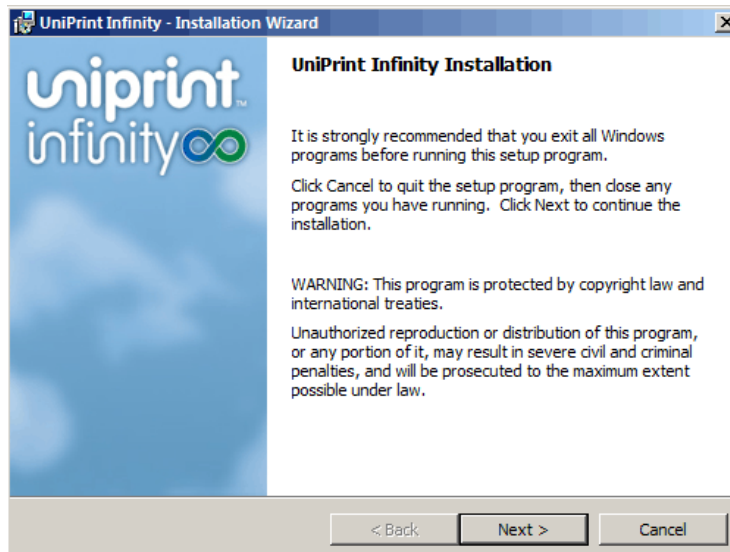 UniPrint Infinity - Installation Wizard
uniprint™
infinity
UniPrint Infinity Installation
It is strongly recommended that you exit all Windows
programs before running this setup program.
Click Cancel to quit the setup program, then close any
programs you have running.  Click Next to continue the
installation.
WARNING: This program is protected by copyright law and
international treaties.
Unauthorized reproduction or distribution of this program,
or any portion of it, may result in severe civil and criminal
penalties, and will be prosecuted to the maximum extent
possible under law.
< Back
Next >
Cancel